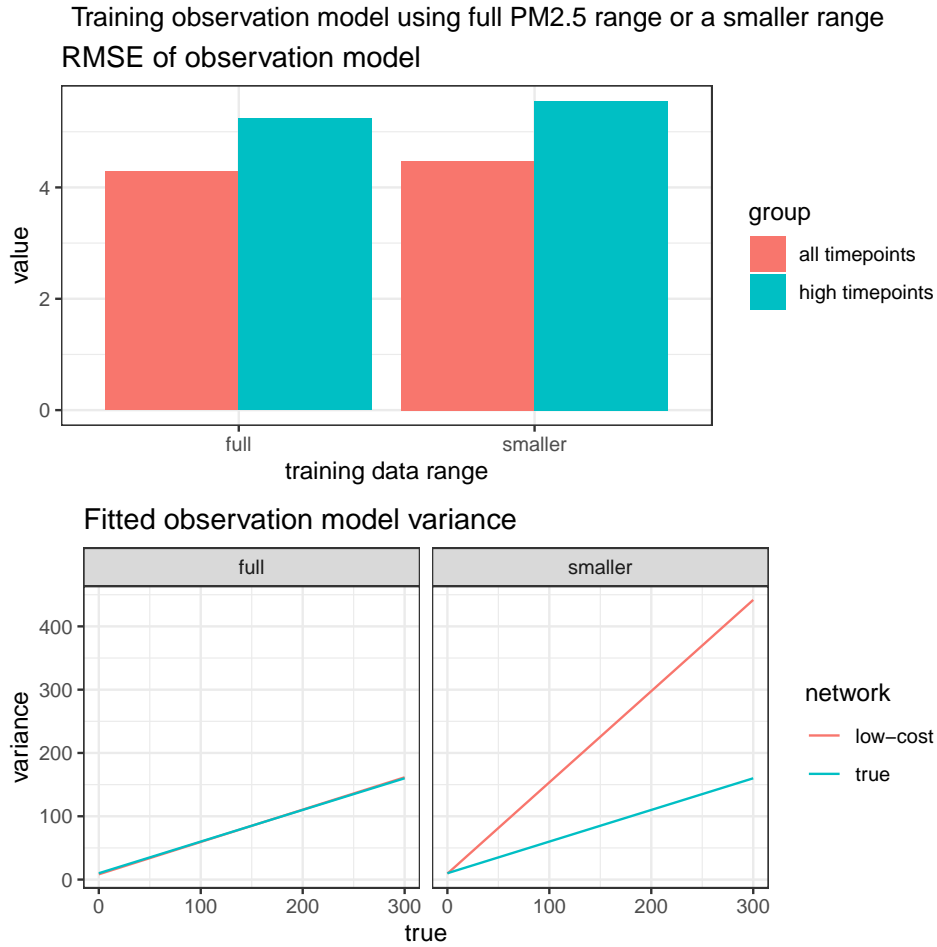 Training observation model using full PM2.5 range or a smaller range
RMSE of observation model
value
4
2
0
full
smaller
training data range
group
all timepoints
high timepoints
Fitted observation model variance
full
smaller
variance
400
300
200
100
0
0
100
200
300
0
100
200
300
true
network
low−cost
true